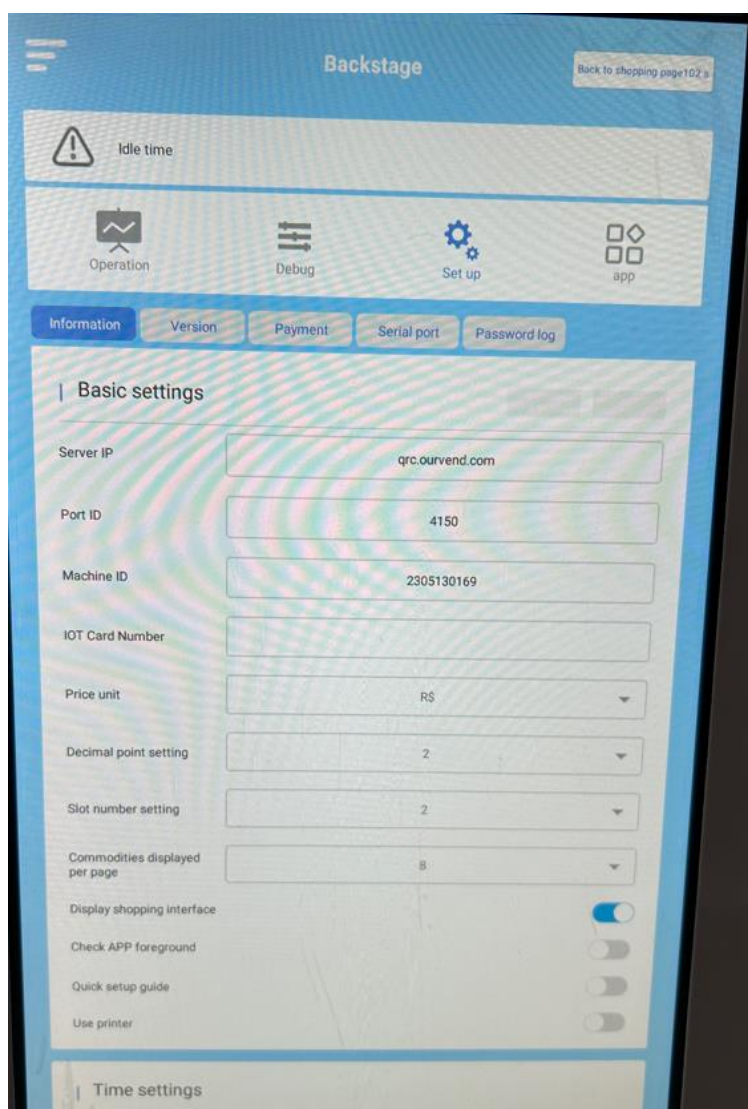 Backstage
Back to shopping page102 s
Idle time
Operation
Debug
Set up
app
Information
Version
Payment
Serial port
Password log
Basic settings
Server IP
qrc.ourvend.com
Port ID
4150
Machine ID
2305130169
IOT Card Number
Price unit
R$
Decimal point setting
2
Slot number setting
2
Commodities displayed
per page
8
Display shopping interface
Check APP foreground
Quick setup guide
Use printer
Time settings